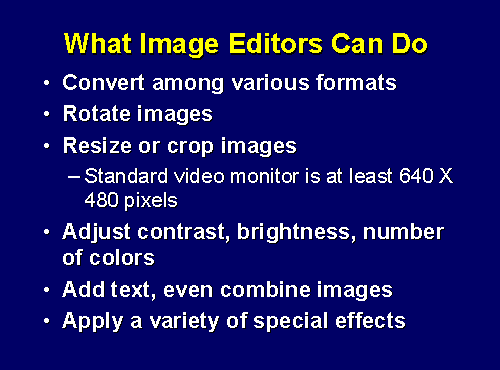 What Image Editors Can Do
• Convert among various formats
• Rotate images
• Resize or crop images
– Standard video monitor is at least 640 X
480 pixels
• Adjust contrast, brightness, number
of colors
• Add text, even combine images
• Apply a variety of special effects